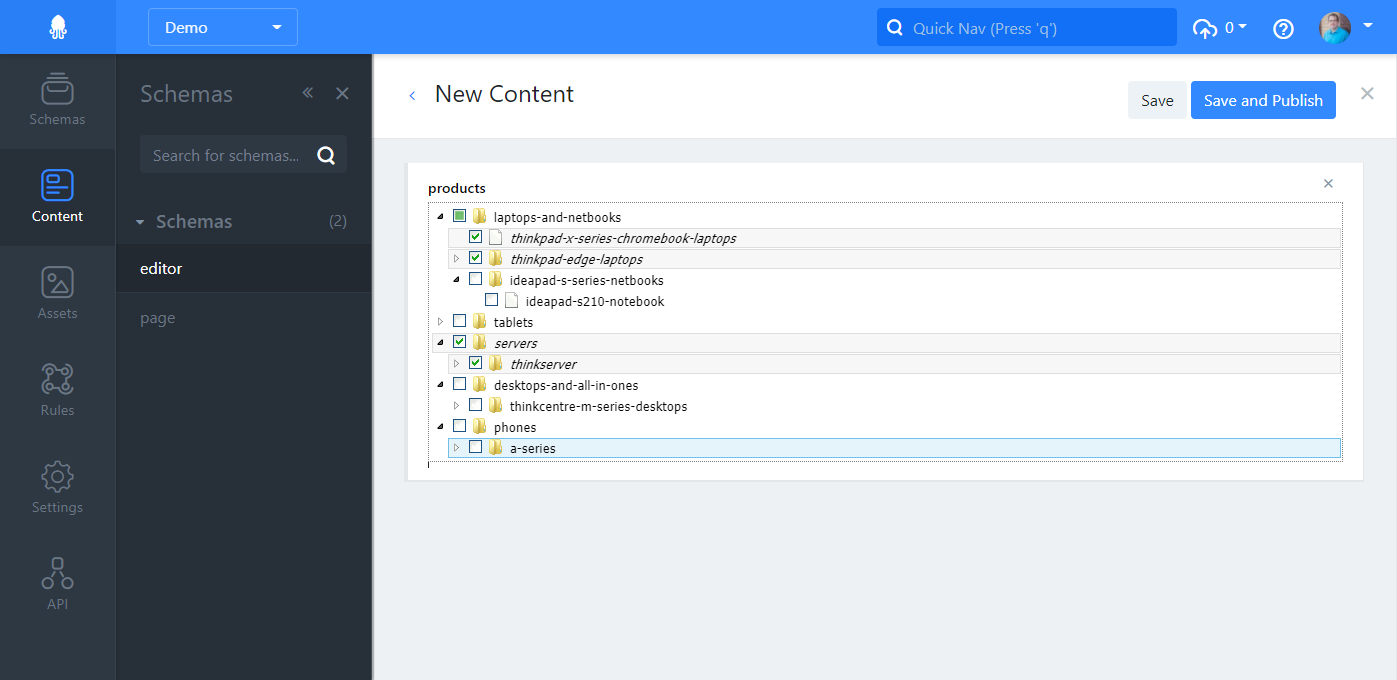 Demo
Quick Nav (Press 'q')
0
Schemas
Content
Assets
Rules
Settings
API
Schemas
Search for schemas...
Schemas (2)
editor
page
New Content
Save
Save and Publish
products
laptops-and-netbooks
thinkpad-x-series-chromebook-laptops
thinkpad-edge-laptops
ideapad-s-series-netbooks
ideapad-s210-notebook
tablets
servers
thinkserver
desktops-and-all-in-ones
thinkcentre-m-series-desktops
phones
a-series